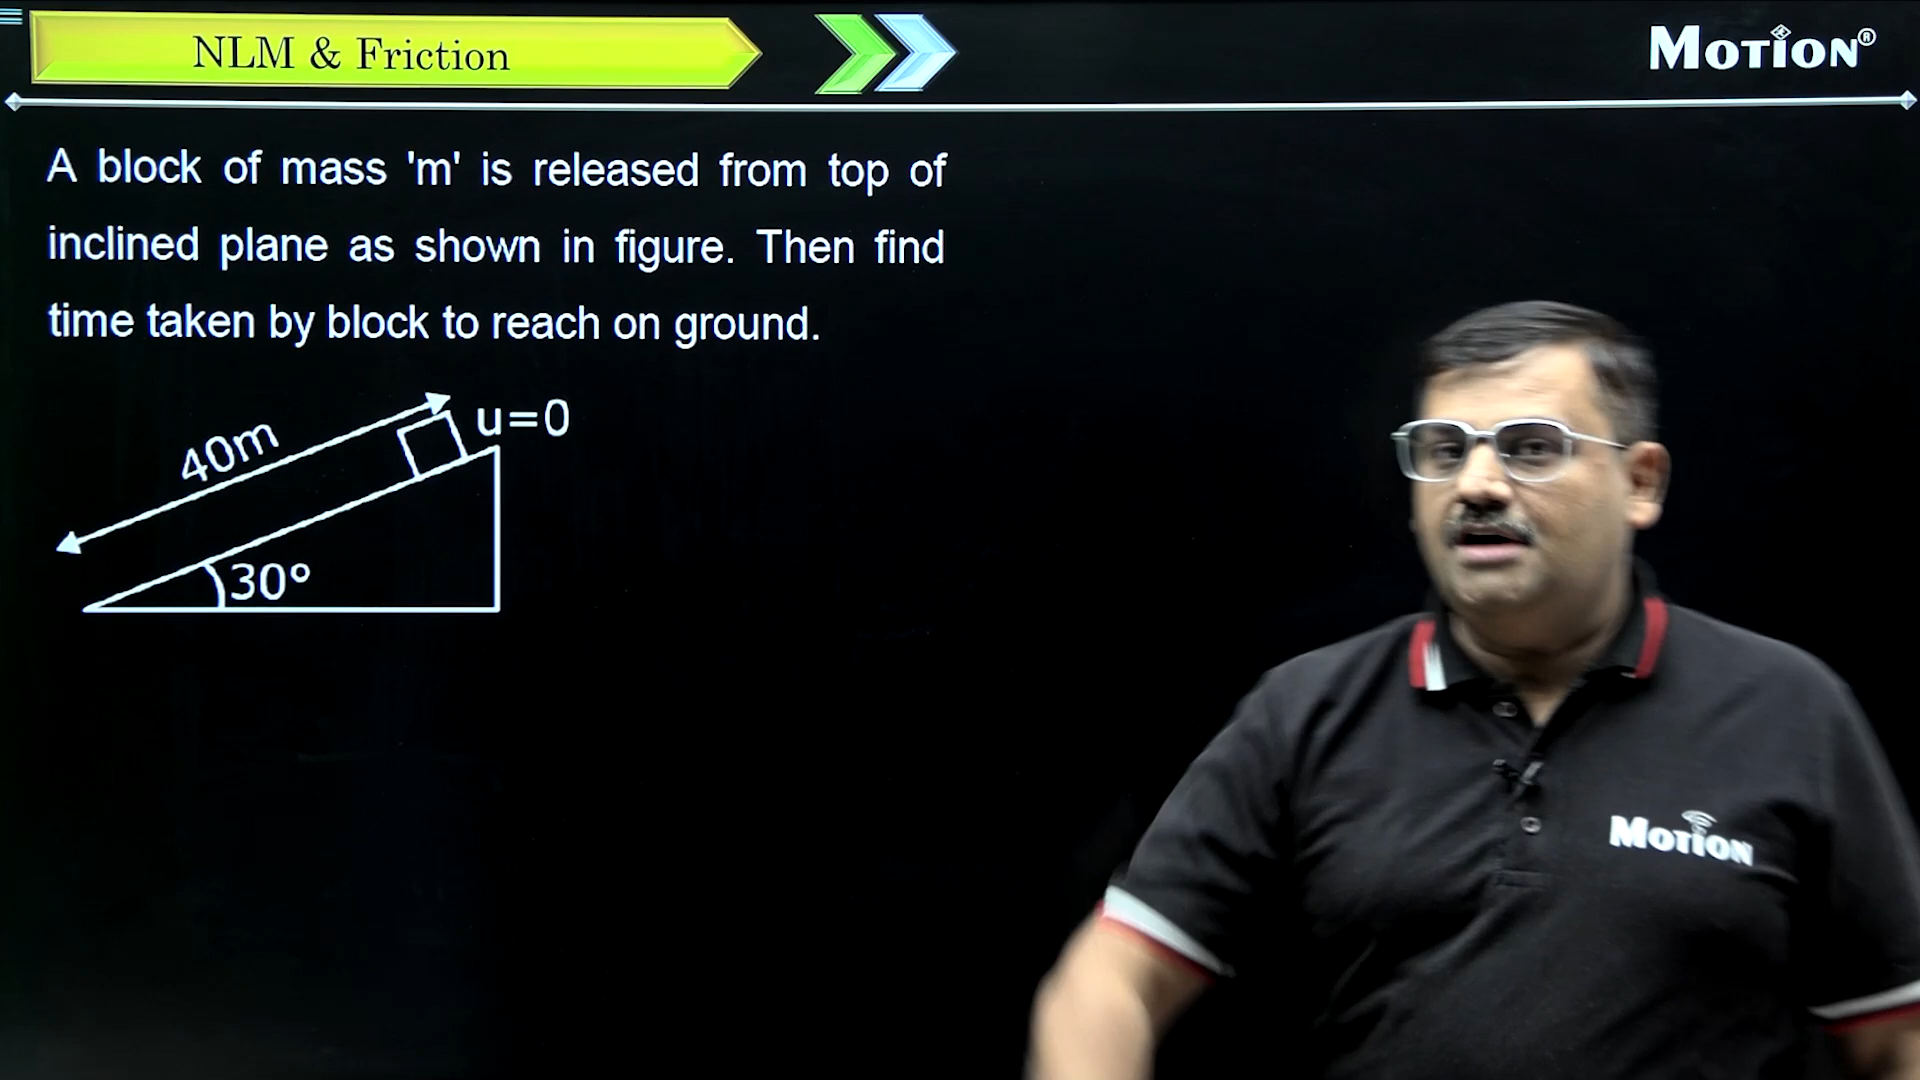 NLM & Friction
MOTION®
A block of mass 'm' is released from top of
inclined plane as shown in figure. Then find
time taken by block to reach on ground.
40m
u=0
30°
MOTION